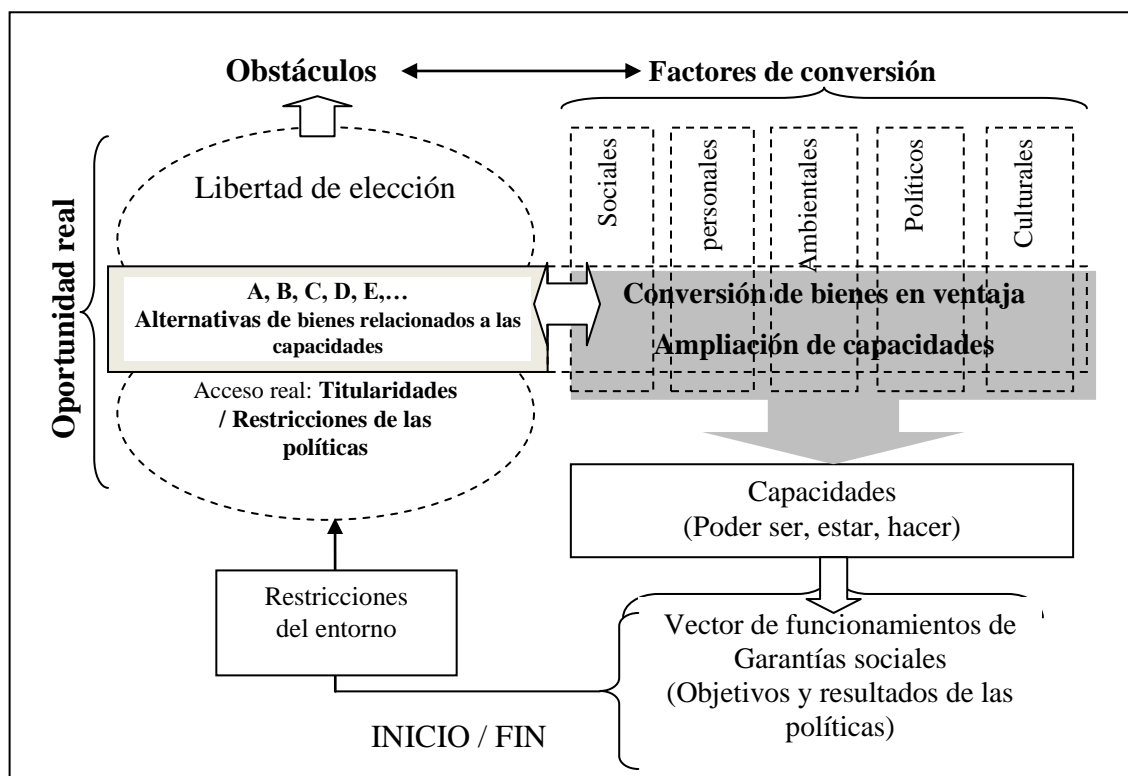 Obstáculos
Factores de conversión
Oportunidad real
Libertad de elección
Sociales
personales
Ambientales
Políticos
Culturales
A, B, C, D, E,…
Alternativas de bienes relacionados a las
capacidades
Conversión de bienes en ventaja
Ampliación de capacidades
Acceso real: Titularidades
/ Restricciones de las
políticas
Capacidades
(Poder ser, estar, hacer)
Restricciones
del entorno
Vector de funcionamientos de
Garantías sociales
(Objetivos y resultados de las
políticas)
INICIO / FIN